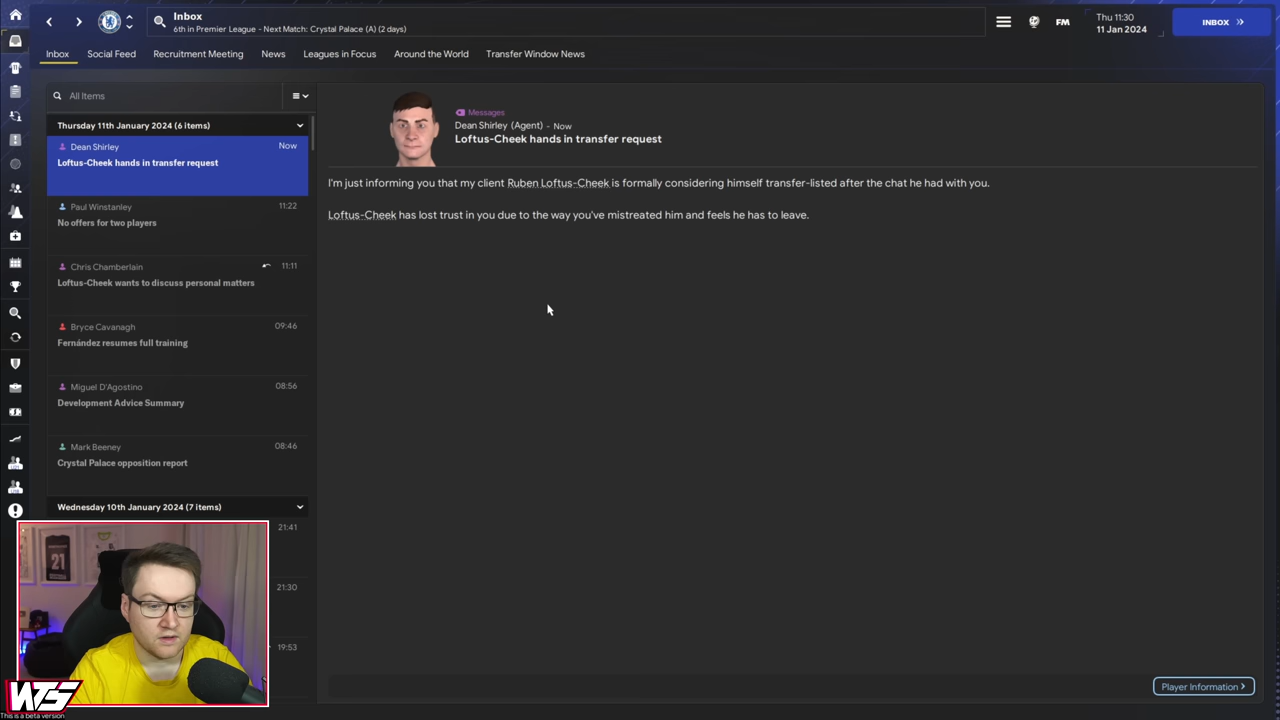 Inbox
6th in Premier League - Next Match: Crystal Palace (A) (2 days)
FM
Thu 11:30
11 Jan 2024
INBOX
Inbox
Social Feed
Recruitment Meeting
News
Leagues in Focus
Around the World
Transfer Window News
All Items
Thursday 11th January 2024 (6 items)
Dean Shirley
Now
Loftus-Cheek hands in transfer request
Paul Winstanley
11:22
No offers for two players
Chris Chamberlain
11:11
Loftus-Cheek wants to discuss personal matters
Bryce Cavanagh
09:46
Fernández resumes full training
Miguel D'Agostino
08:56
Development Advice Summary
Mark Beeney
08:46
Crystal Palace opposition report
Wednesday 10th January 2024 (7 items)
21:41
21:30
19:53
Messages
Dean Shirley (Agent) - Now
Loftus-Cheek hands in transfer request
I'm just informing you that my client Ruben Loftus-Cheek is formally considering himself transfer-listed after the chat he had with you.
Loftus-Cheek has lost trust in you due to the way you've mistreated him and feels he has to leave.
Player Information
21
WTS
This is a beta version